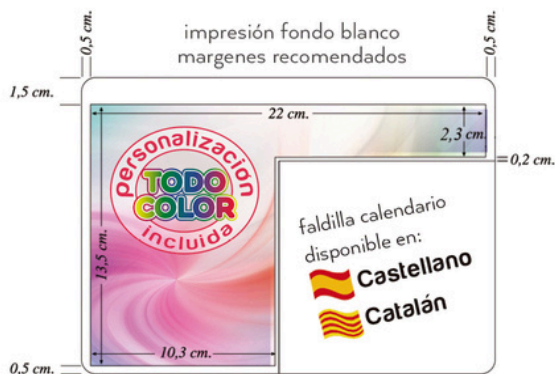 impresión fondo blanco
margenes recomendados
0,5 cm.
0,5 cm.
1,5 cm.
22 cm.
2,3 cm.
0,2 cm.
personalización
TODO
COLOR
incluida
13,5 cm.
faldilla calendario
disponible en:
Castellano
Catalán
10,3 cm.
0,5 cm.